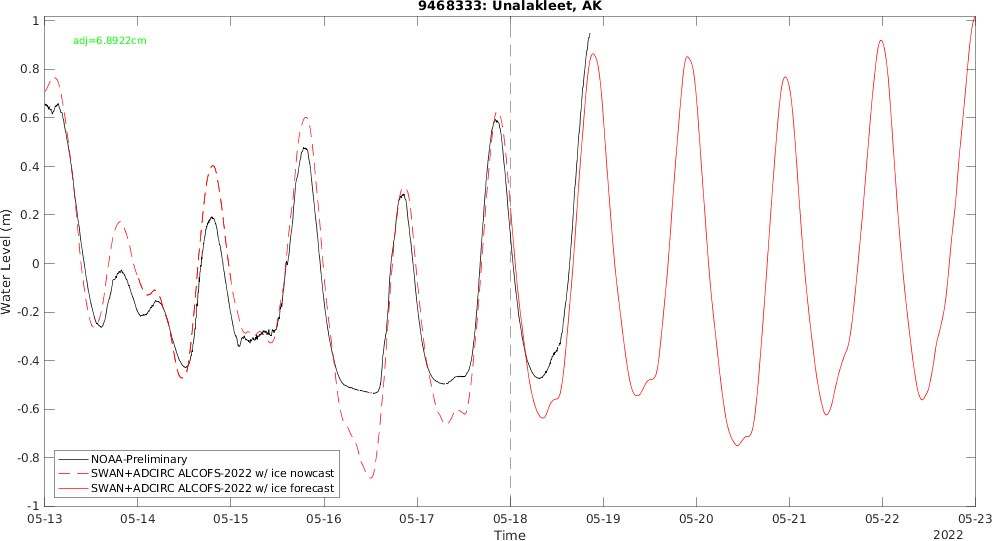 9468333: Unalakleet, AK
adj=6.8922cm
1
0.8
0.6
0.4
0.2
0
-0.2
-0.4
-0.6
-0.8
-1
Water Level (m)
NOAA-Preliminary
SWAN+ADCIRC ALCOFS-2022 w/ ice nowcast
SWAN+ADCIRC ALCOFS-2022 w/ ice forecast
05-13 05-14 05-15 05-16 05-17 05-18 05-19 05-20 05-21 05-22 05-23
Time
2022